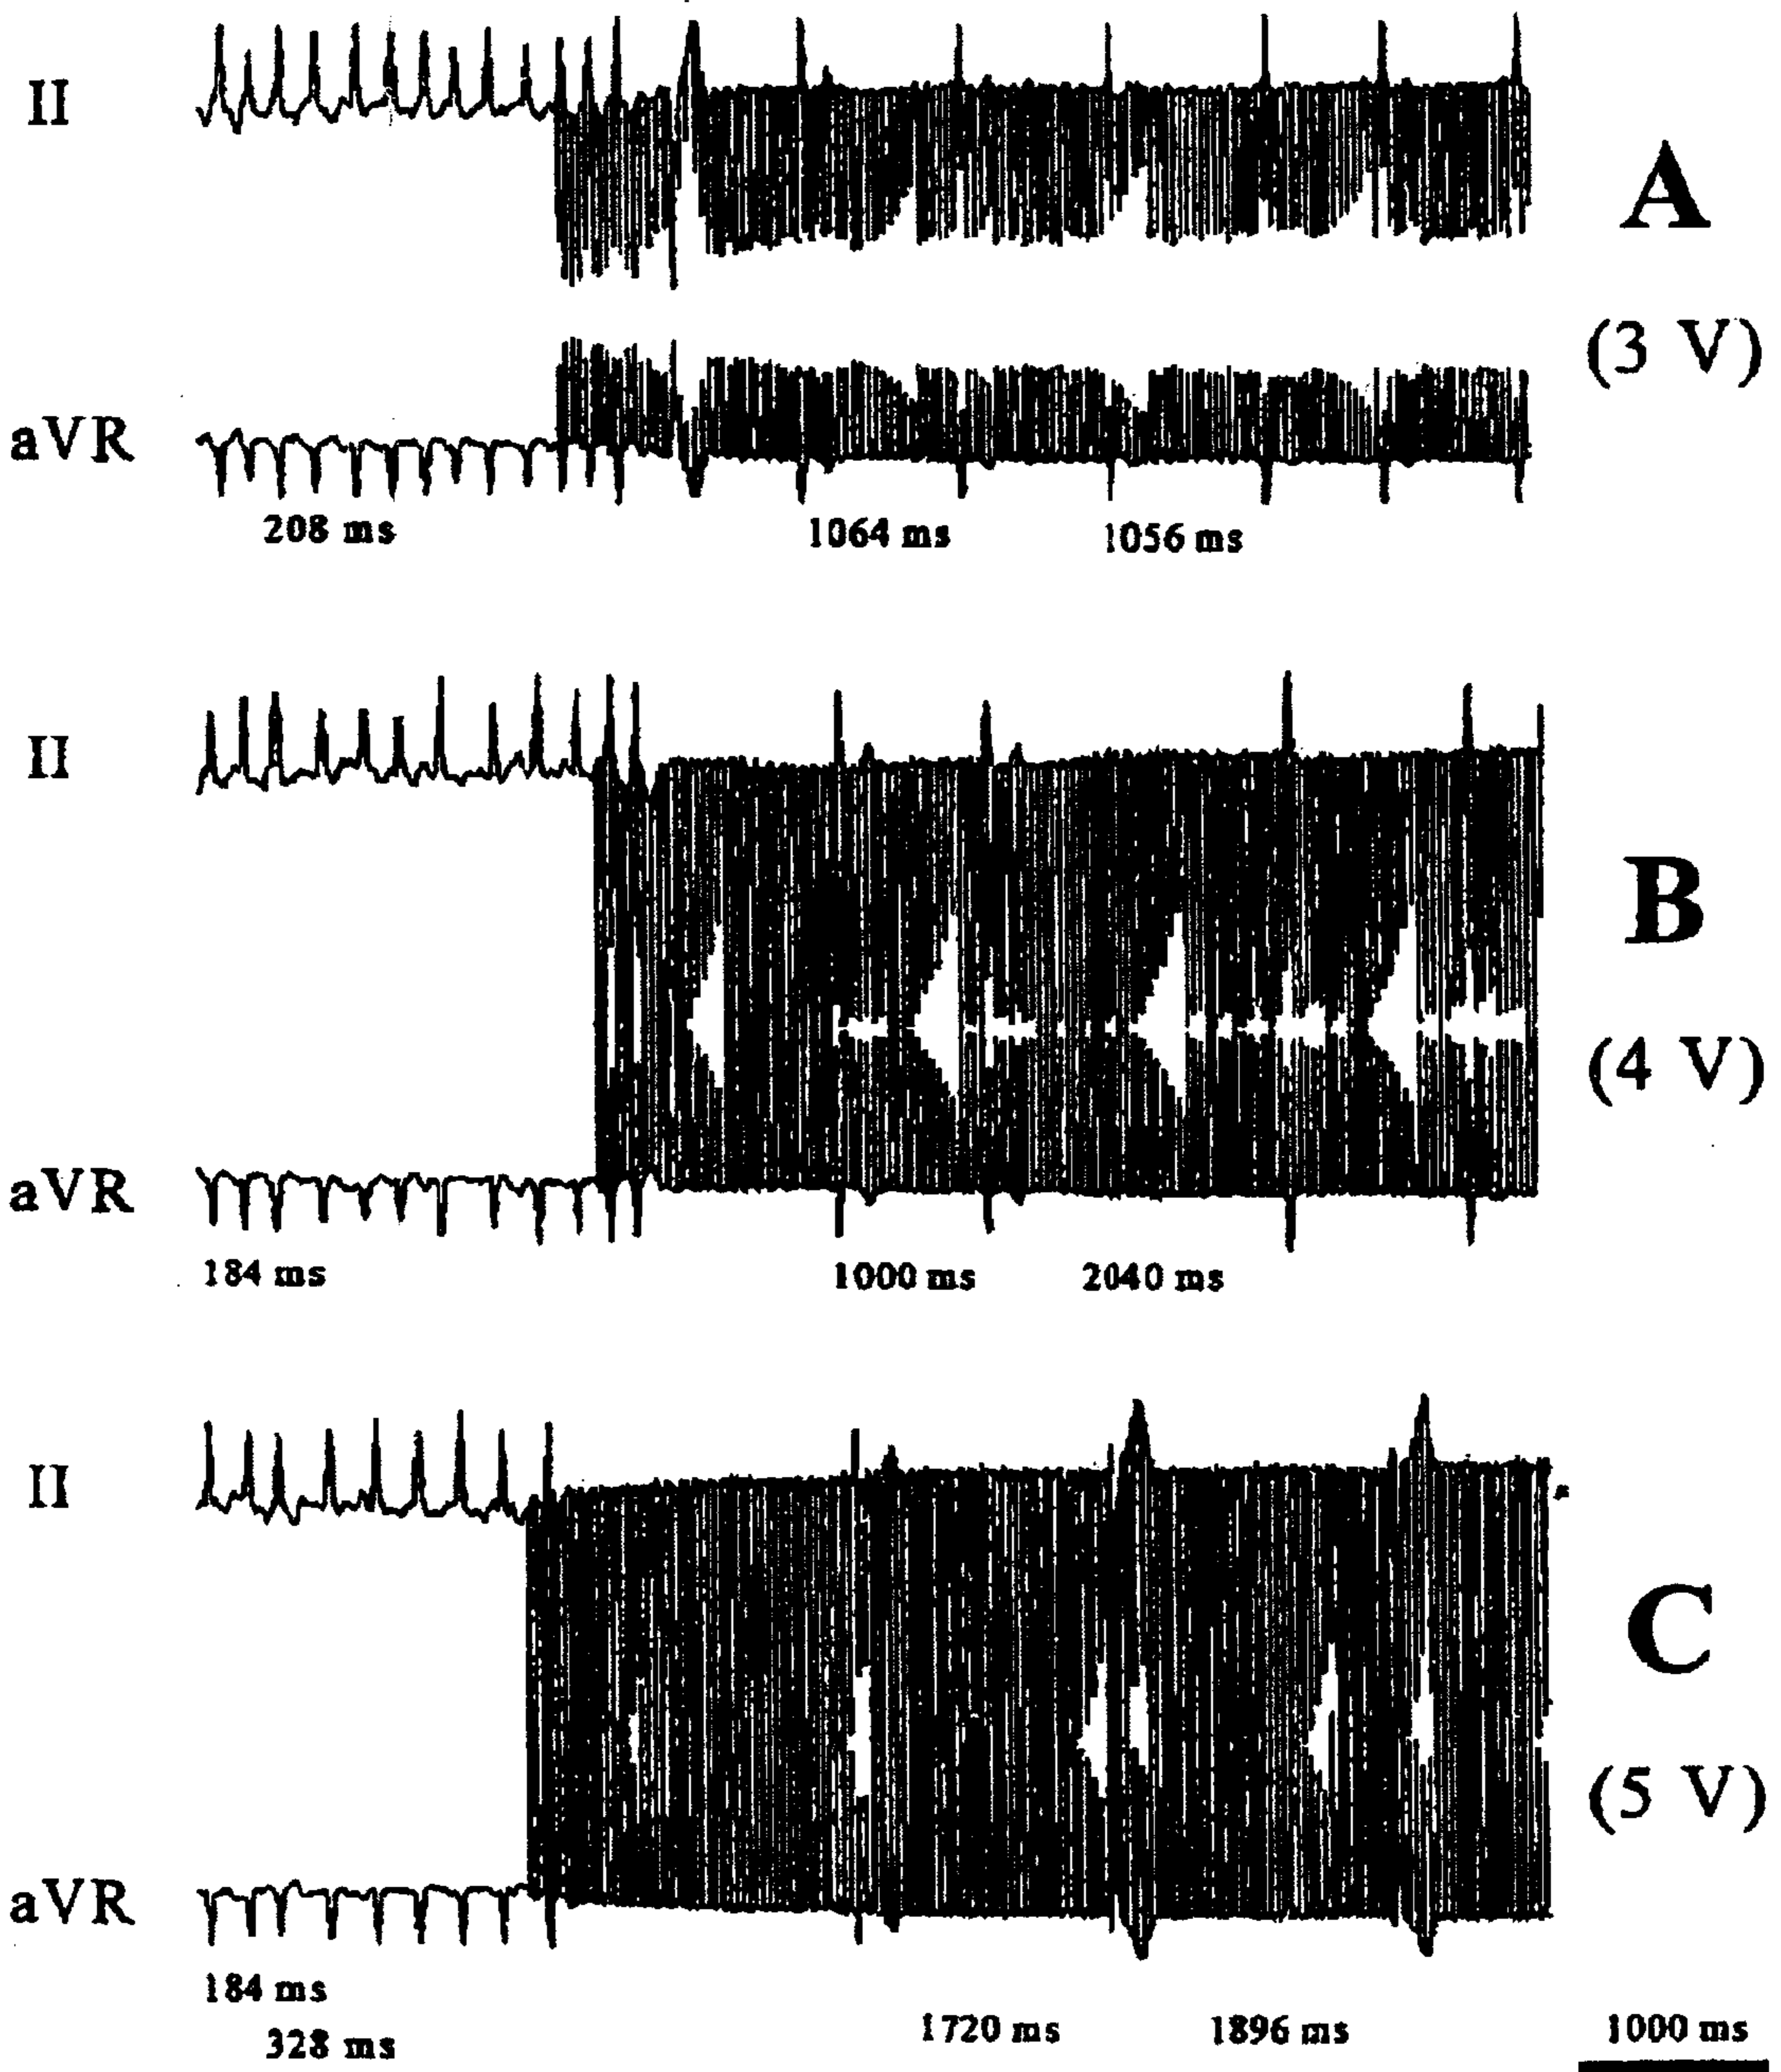 II
A
(3 V)
aVR
208 ms 1064 ms 1056 ms
II
B
(4 V)
aVR
184 ms 1000 ms 2040 ms
II
C
(5 V)
aVR
184 ms
328 ms 1720 ms 1896 ms 1000 ms